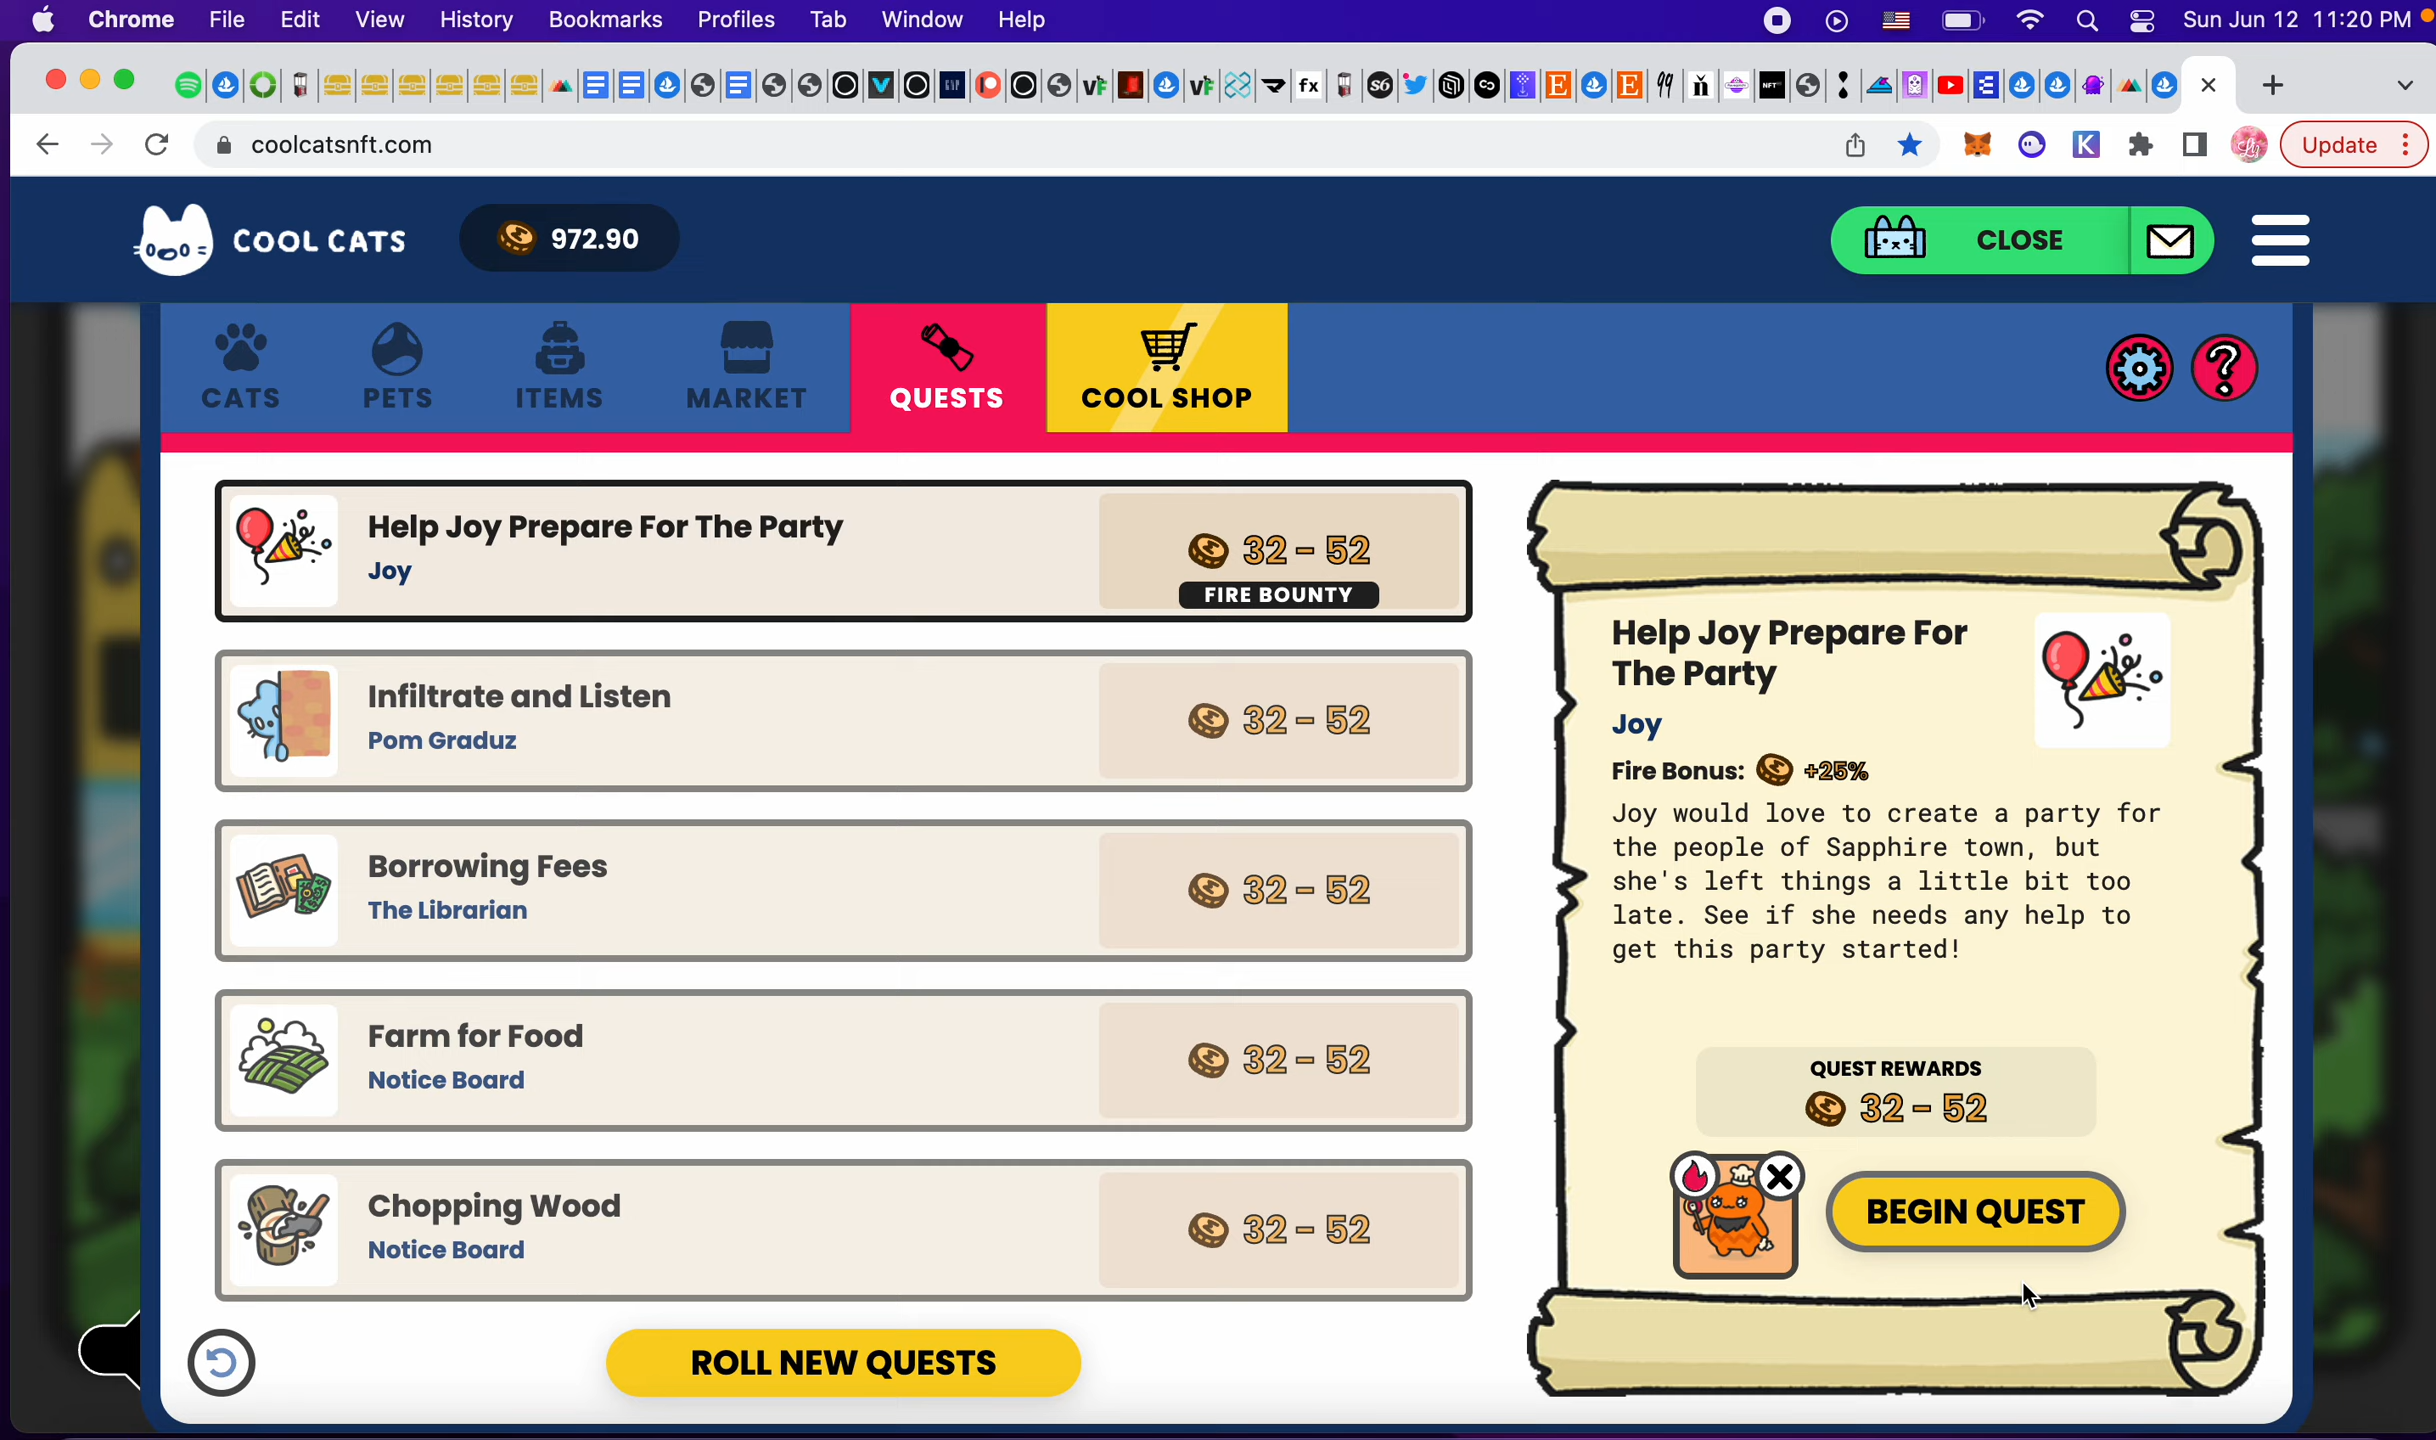 Chrome File Edit View History Bookmarks Profiles Tab Window Help Sun Jun 12 11:20 PM
coolcatsnft.com
Update
COOL CATS
972.90
CLOSE
CATS
PETS
ITEMS
MARKET
QUESTS
COOL SHOP
Help Joy Prepare For The Party
Joy
32 - 52
FIRE BOUNTY
Infiltrate and Listen
Pom Graduz
32 - 52
Borrowing Fees
The Librarian
32 - 52
Farm for Food
Notice Board
32 - 52
Chopping Wood
Notice Board
32 - 52
ROLL NEW QUESTS
Help Joy Prepare For
The Party
Joy
Fire Bonus: +25%
Joy would love to create a party for
the people of Sapphire town, but
she's left things a little bit too
late. See if she needs any help to
get this party started!
QUEST REWARDS
32 - 52
BEGIN QUEST